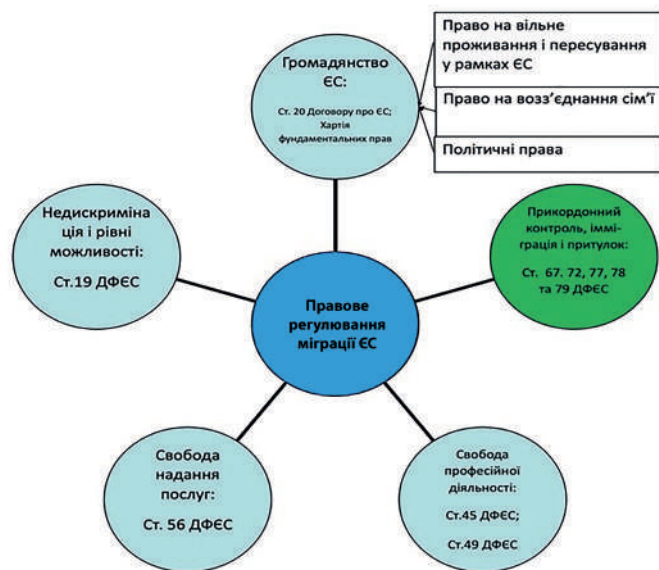 Громадянство
ЄС:
Ст. 20 Договору про ЄС;
Хартія
фундаментальних прав
Право на вільне
проживання і пересування
у рамках ЄС
Право на возз’єднання сім’ї
Політичні права
Недискриміна
ція і рівні
можливості:
Ст.19 ДФЄС
Прикордонний
контроль, іммі-
грація і притулок:
Ст. 67. 72, 77, 78
та 79 ДФЄС
Правове
регулювання
міграції ЄС
Свобода
надання
послуг:
Ст. 56 ДФЄС
Свобода
професійної
діяльності:
Ст.45 ДФЄС;
Ст.49 ДФЄС